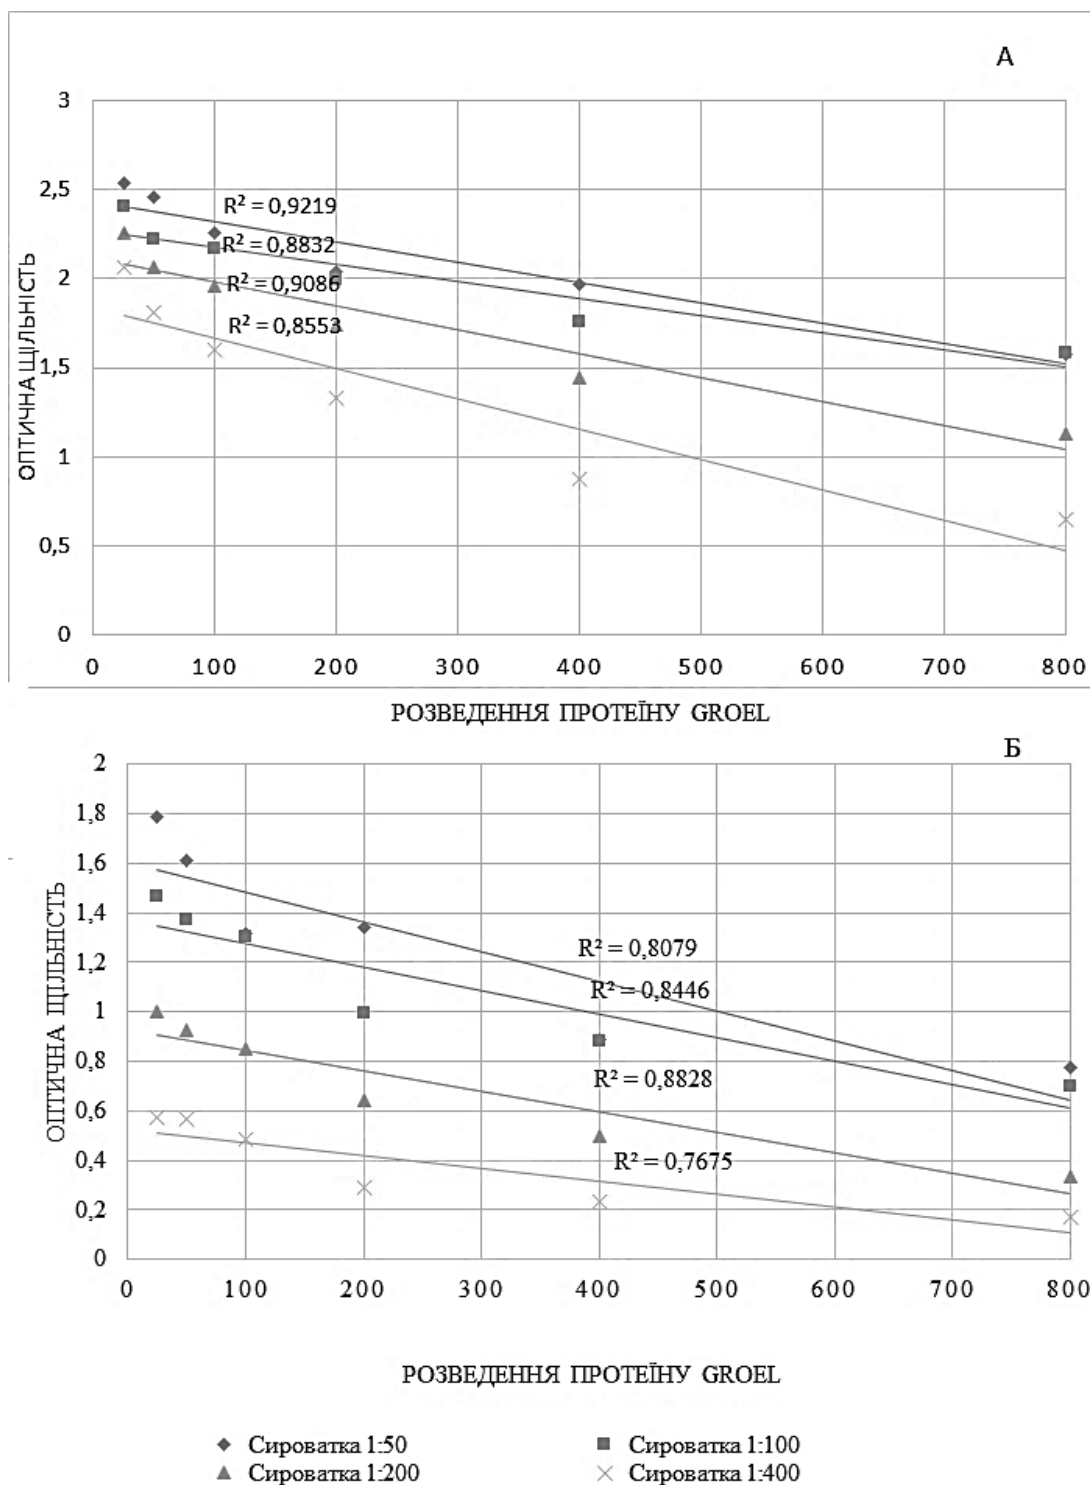 А
3
2,5
2
1,5
1
0,5
0
ОПТИЧНА ЩІЛЬНІСТЬ
R² = 0,9219
R² = 0,8832
R² = 0,9086
R² = 0,8553
0 100 200 300 400 500 600 700 800
РОЗВЕДЕННЯ ПРОТЕЇНУ GROEL
Б
2
1,8
1,6
1,4
1,2
1
0,8
0,6
0,4
0,2
0
ОПТИЧНА ЩІЛЬНІСТЬ
R² = 0,8079
R² = 0,8446
R² = 0,8828
R² = 0,7675
0 100 200 300 400 500 600 700 800
РОЗВЕДЕННЯ ПРОТЕЇНУ GROEL
Сироватка 1:50 Сироватка 1:100
Сироватка 1:200 Сироватка 1:400